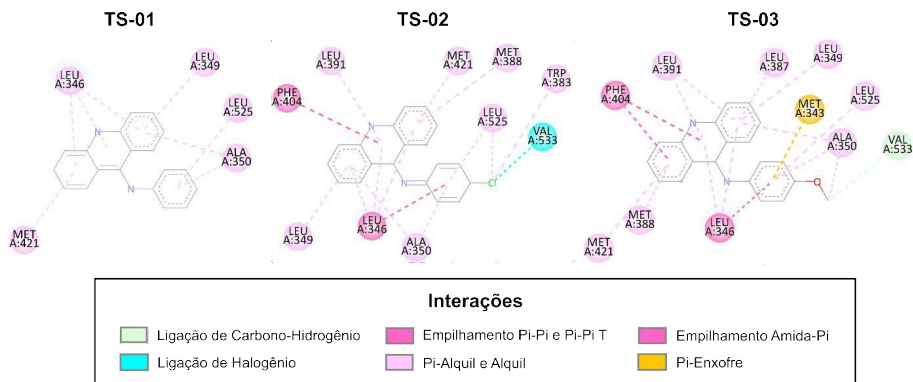 TS-01
LEU
A:346
LEU
A:349
LEU
A:525
ALA
A:350
MET
A:421
N
N
TS-02
LEU
A:391
MET
A:421
MET
A:388
TRP
A:383
PHE
A:404
LEU
A:525
VAL
A:533
N
N
Cl
LEU
A:349
LEU
A:346
ALA
A:350
TS-03
LEU
A:391
LEU
A:387
LEU
A:349
PHE
A:404
MET
A:343
LEU
A:525
ALA
A:350
VAL
A:533
N
N
O
MET
A:388
MET
A:421
LEU
A:346
Interações
Ligação de Carbono-Hidrogênio
Empilhamento Pi-Pi e Pi-Pi T
Empilhamento Amida-Pi
Ligação de Halogênio
Pi-Alquil e Alquil
Pi-Enxofre